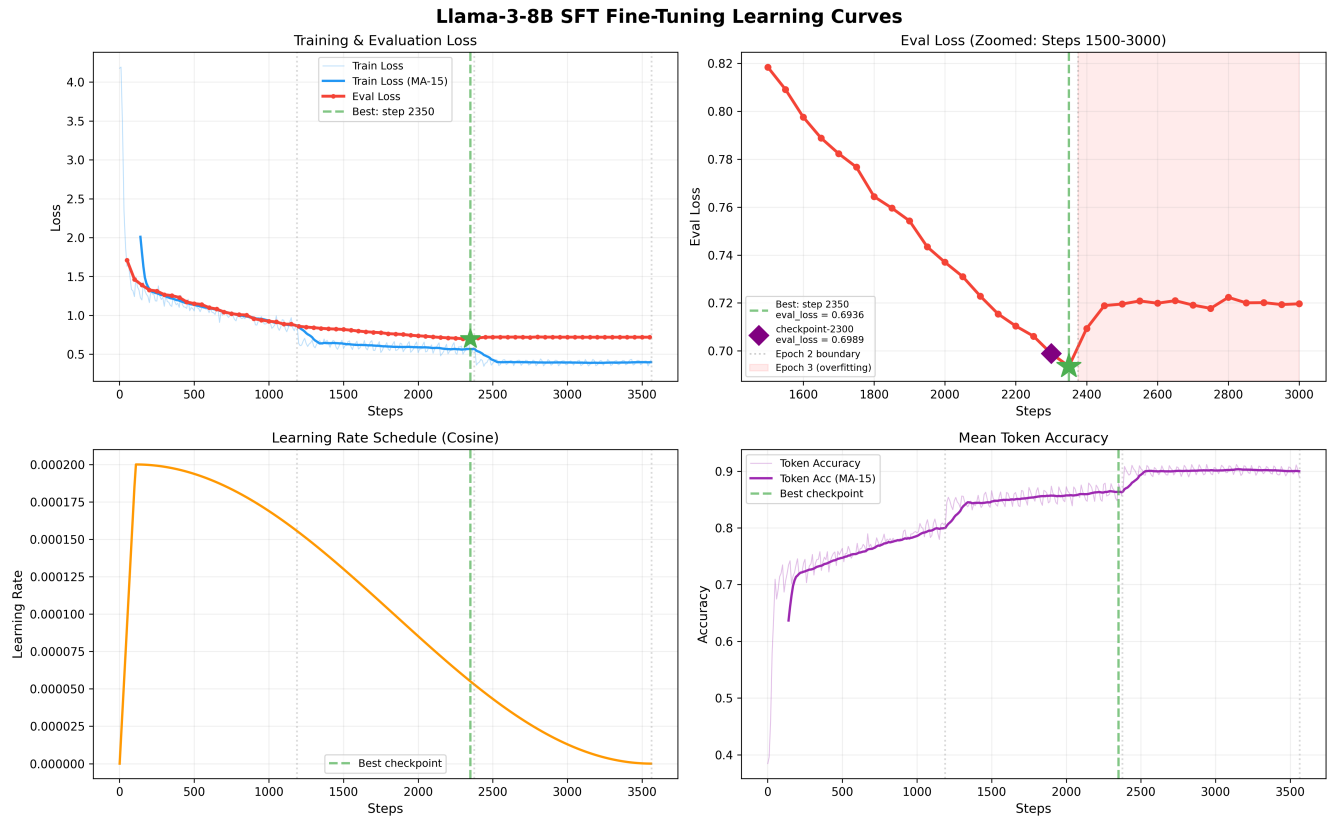 Llama-3-8B SFT Fine-Tuning Learning Curves
Training & Evaluation Loss
Loss
4.0
3.5
3.0
2.5
2.0
1.5
1.0
0.5
Train Loss
Train Loss (MA-15)
Eval Loss
Best: step 2350
0 500 1000 1500 2000 2500 3000 3500
Steps
Eval Loss (Zoomed: Steps 1500-3000)
Eval Loss
0.82
0.80
0.78
0.76
0.74
0.72
0.70
Best: step 2350
eval_loss = 0.6936
checkpoint-2300
eval_loss = 0.6989
Epoch 2 boundary
Epoch 3 (overfitting)
1600 1800 2000 2200 2400 2600 2800 3000
Steps
Learning Rate Schedule (Cosine)
Learning Rate
0.000200
0.000175
0.000150
0.000125
0.000100
0.000075
0.000050
0.000025
0.000000
Best checkpoint
0 500 1000 1500 2000 2500 3000 3500
Steps
Mean Token Accuracy
Accuracy
0.9
0.8
0.7
0.6
0.5
0.4
Token Accuracy
Token Acc (MA-15)
Best checkpoint
0 500 1000 1500 2000 2500 3000 3500
Steps